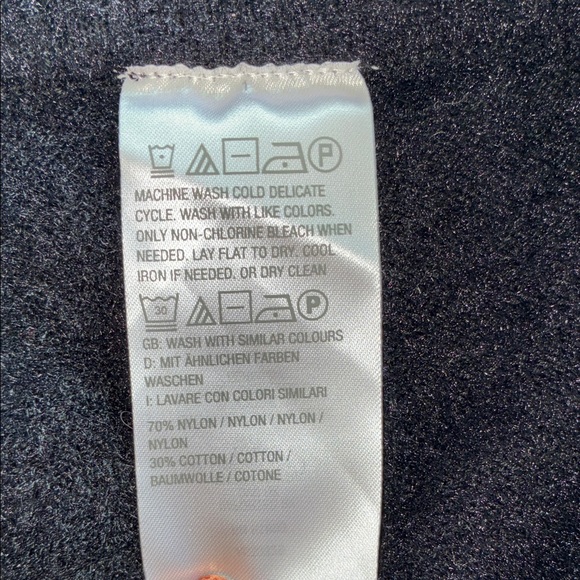 P
MACHINE WASH COLD DELICATE
CYCLE. WASH WITH LIKE COLORS.
ONLY NON-CHLORINE BLEACH WHEN
NEEDED. LAY FLAT TO DRY. COOL
IRON IF NEEDED. OR DRY CLEAN
30 P
GB: WASH WITH SIMILAR COLOURS
D: MIT ÄHNLICHEN FARBEN
WASCHEN
I: LAVARE CON COLORI SIMILARI
70% NYLON / NYLON / NYLON /
NYLON
30% COTTON / COTTON /
BAUMWOLLE / COTONE